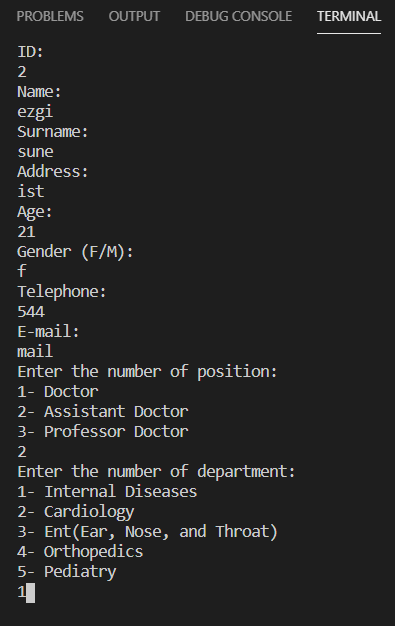 PROBLEMS OUTPUT DEBUG CONSOLE TERMINAL
ID:
2
Name:
ezgi
Surname:
sune
Address:
ist
Age:
21
Gender (F/M):
f
Telephone:
544
E-mail:
mail
Enter the number of position:
1- Doctor
2- Assistant Doctor
3- Professor Doctor
2
Enter the number of department:
1- Internal Diseases
2- Cardiology
3- Ent(Ear, Nose, and Throat)
4- Orthopedics
5- Pediatry
1